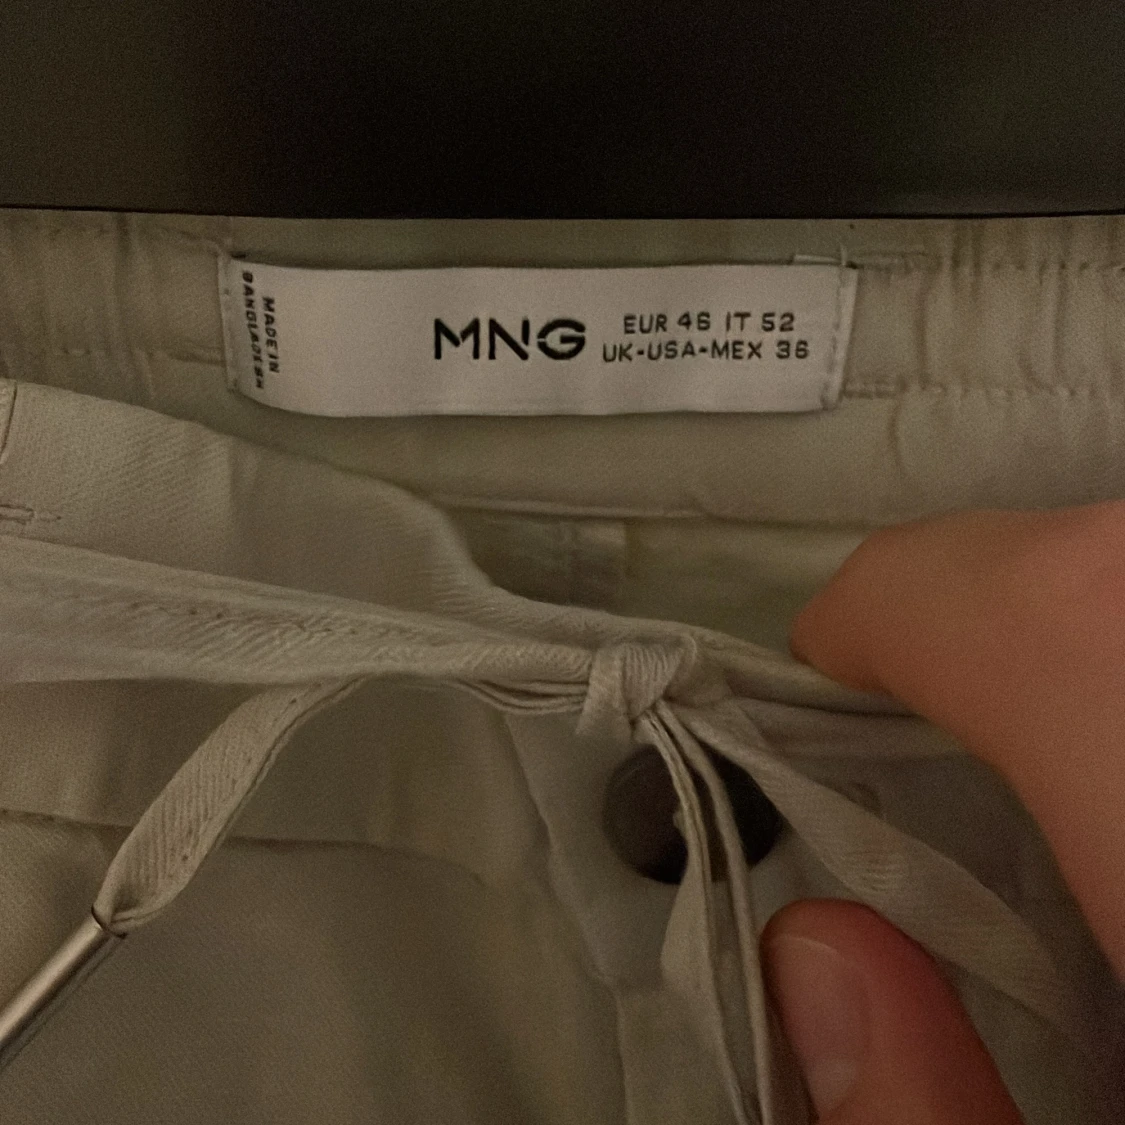 MADE IN
BANGLADESH
MNG
EUR 46 IT 52
UK-USA-MEX 36